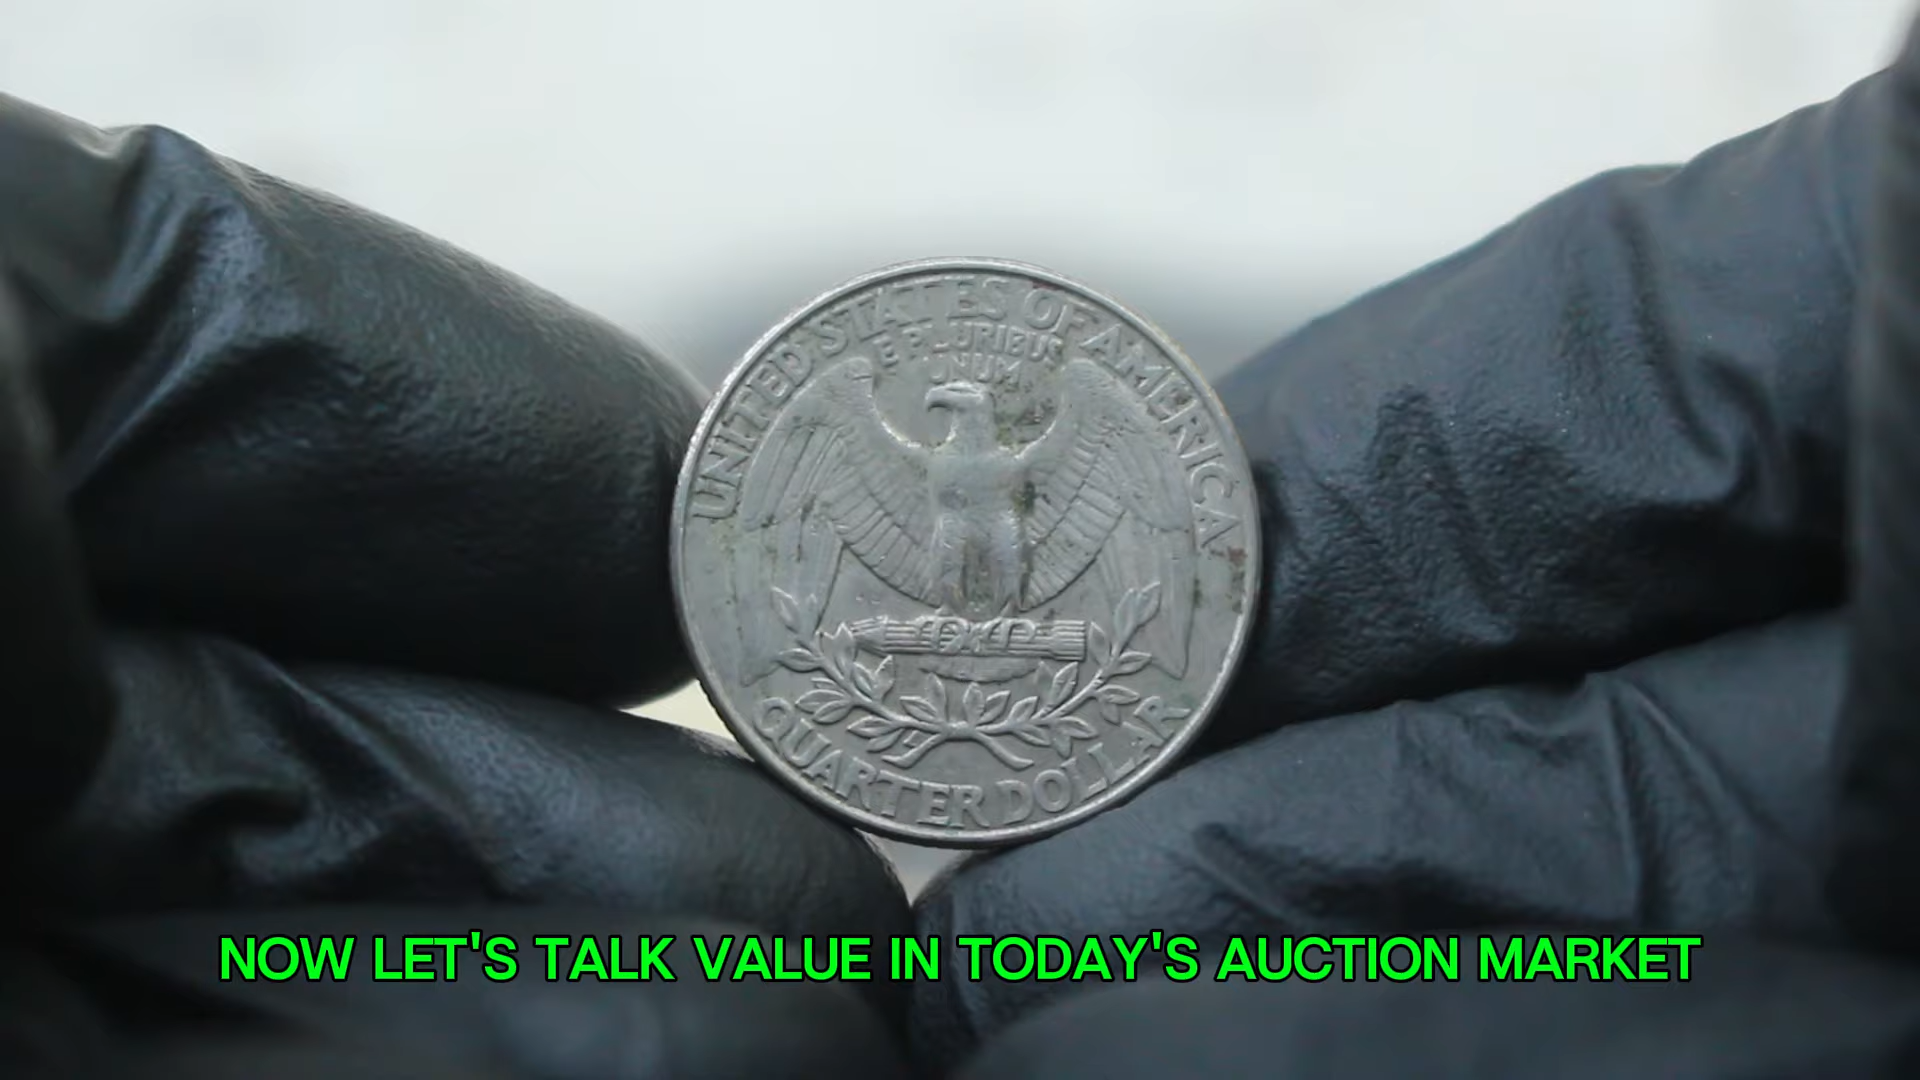 UNITED STATES OF AMERICA
E PLURIBUS
UNUM
QUARTER DOLLAR
NOW LET'S TALK VALUE IN TODAY'S AUCTION MARKET